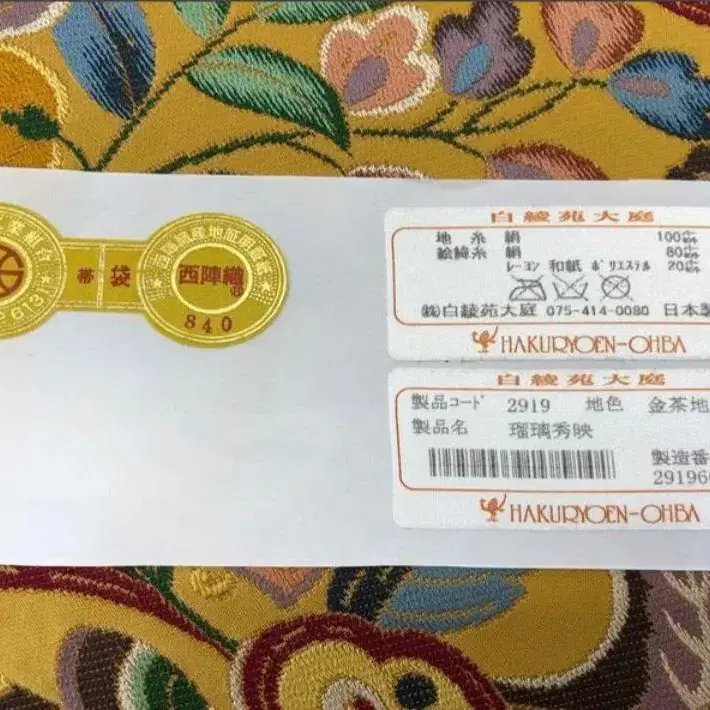 袋帯
西陣織
840
白綾苑大庭
地糸 絹 100%
絵緯糸 絹 80%
レーヨン 和紙 ポリエステル 20%
㈱白綾苑大庭 075-414-0080 日本製
HAKURYOEN-OHBA
白綾苑大庭
製品コード 2919 地色 金茶地
製品名 瑠璃秀映
製造番
29196
HAKURYOEN-OHBA